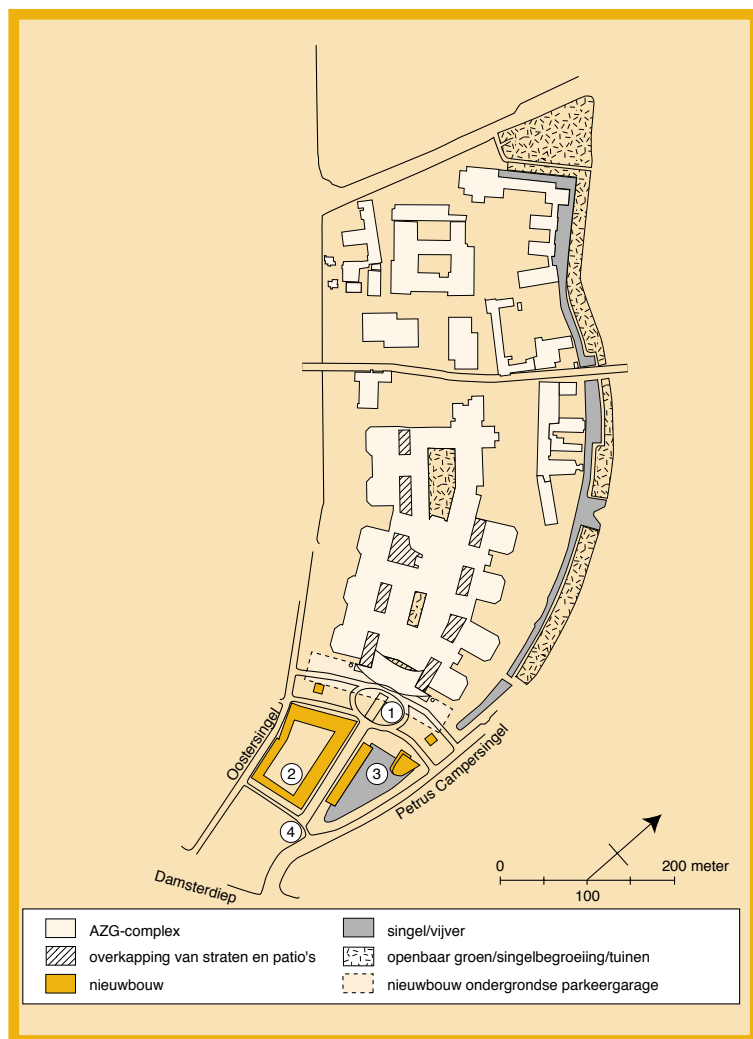 1
Oostersingel
2
3
Petrus Campersingel
4
Damsterdiep
0
200 meter
100
AZG-complex
singel/vijver
overkapping van straten en patio's
openbaar groen/singelbegroeiing/tuinen
nieuwbouw
nieuwbouw ondergrondse parkeergarage